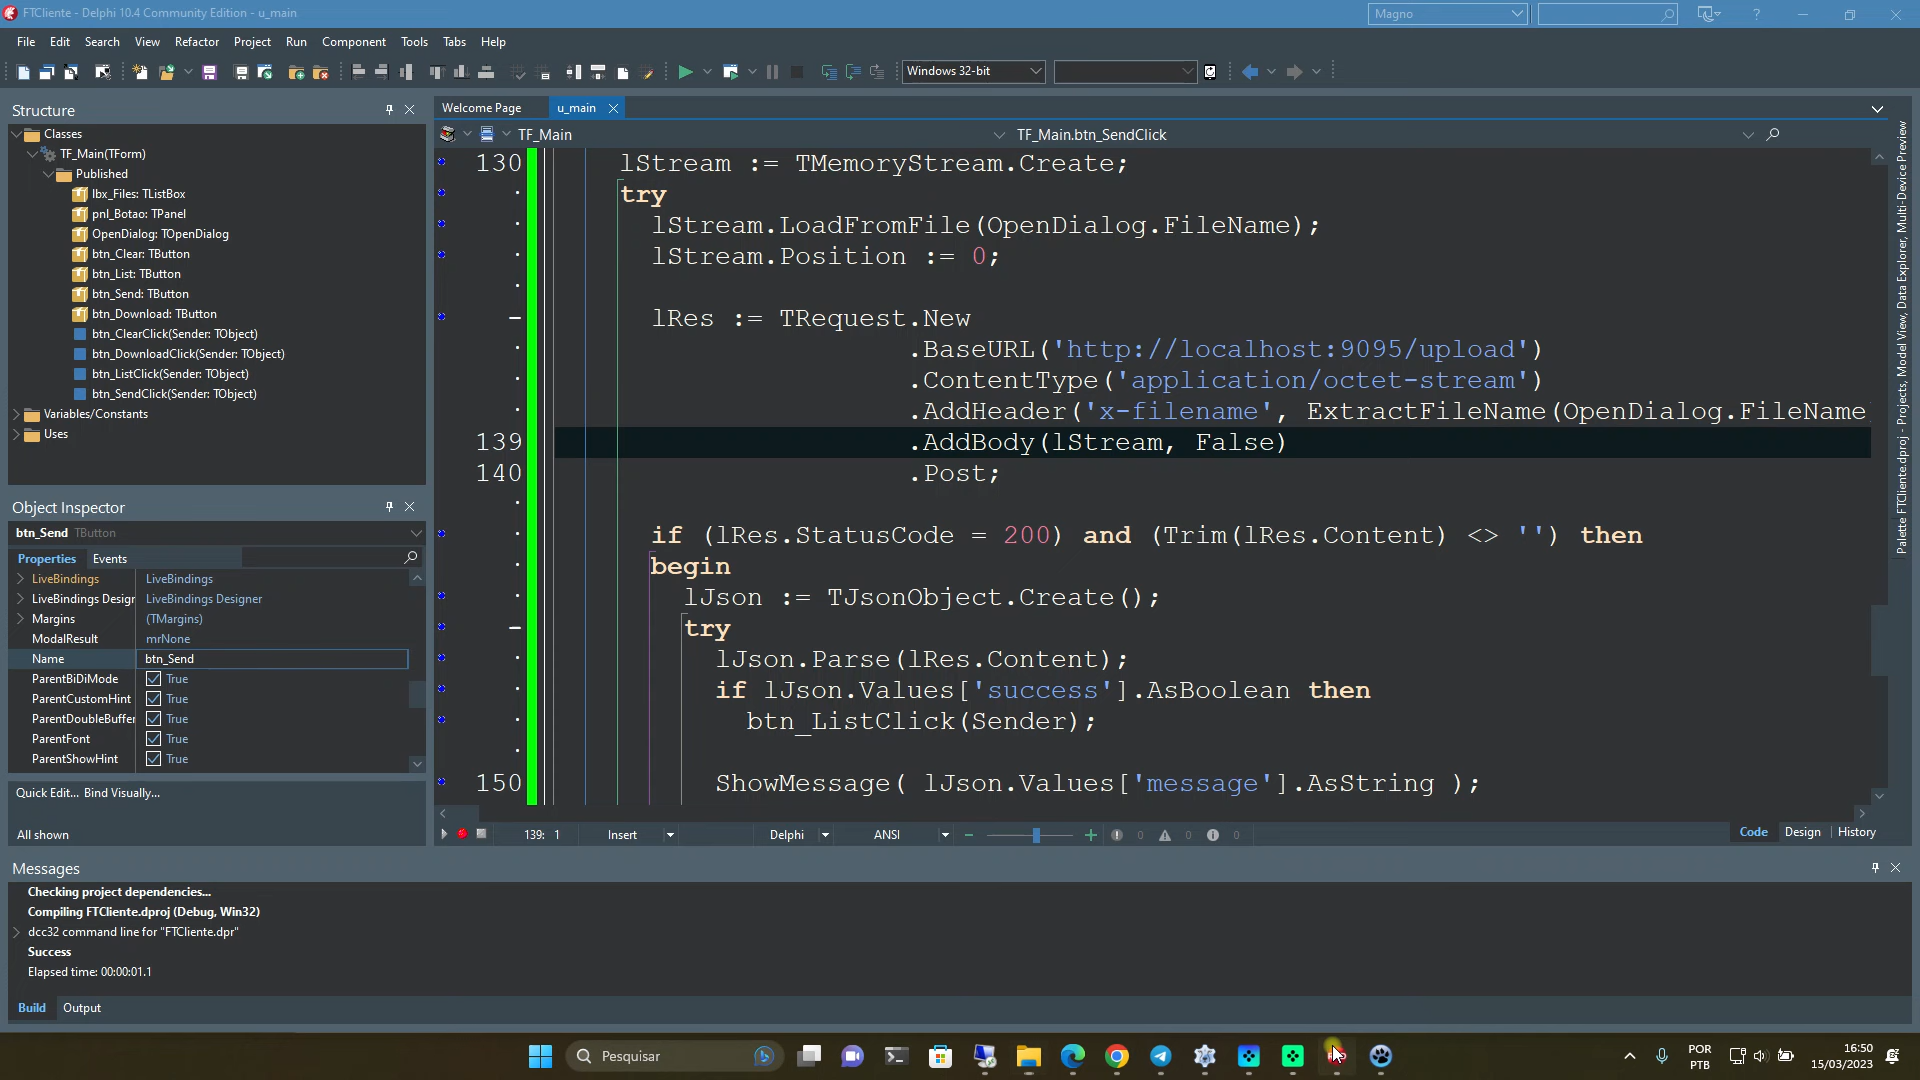 FTCliente - Delphi 10.4 Community Edition - u_main
Magno
?
File Edit Search View Refactor Project Run Component Tools Tabs Help
Windows 32-bit
Structure
Classes
TF_Main(TForm)
Published
lbx_Files: TListBox
pnl_Botao: TPanel
OpenDialog: TOpenDialog
btn_Clear: TButton
btn_List: TButton
btn_Send: TButton
btn_Download: TButton
btn_ClearClick(Sender: TObject)
btn_DownloadClick(Sender: TObject)
btn_ListClick(Sender: TObject)
btn_SendClick(Sender: TObject)
Variables/Constants
Uses
Object Inspector
btn_Send TButton
Properties Events
LiveBindings LiveBindings
LiveBindings Desigr LiveBindings Designer
Margins (TMargins)
ModalResult mrNone
Name btn_Send
ParentBiDiMode True
ParentCustomHint True
ParentDoubleBuffer True
ParentFont True
ParentShowHint True
Quick Edit... Bind Visually...
All shown
Welcome Page u_main
TF_Main TF_Main.btn_SendClick
130 lStream := TMemoryStream.Create;
try
lStream.LoadFromFile(OpenDialog.FileName);
lStream.Position := 0;
lRes := TRequest.New
.BaseURL('http://localhost:9095/upload')
.ContentType('application/octet-stream')
.AddHeader('x-filename', ExtractFileName(OpenDialog.FileName)
139 .AddBody(lStream, False)
140 .Post;
if (lRes.StatusCode = 200) and (Trim(lRes.Content) <> '') then
begin
lJson := TJsonObject.Create();
try
lJson.Parse(lRes.Content);
if lJson.Values['success'].AsBoolean then
btn_ListClick(Sender);
150 ShowMessage( lJson.Values['message'].AsString );
139: 1 Insert Delphi ANSI 0 0 0
Code Design History
Palette FTCliente.dproj - Projects, Model View, Data Explorer, Multi-Device Preview
Messages
Checking project dependencies...
Compiling FTCliente.dproj (Debug, Win32)
dcc32 command line for "FTCliente.dpr"
Success
Elapsed time: 00:00:01.1
Build Output
Pesquisar
POR
PTB
16:50
15/03/2023